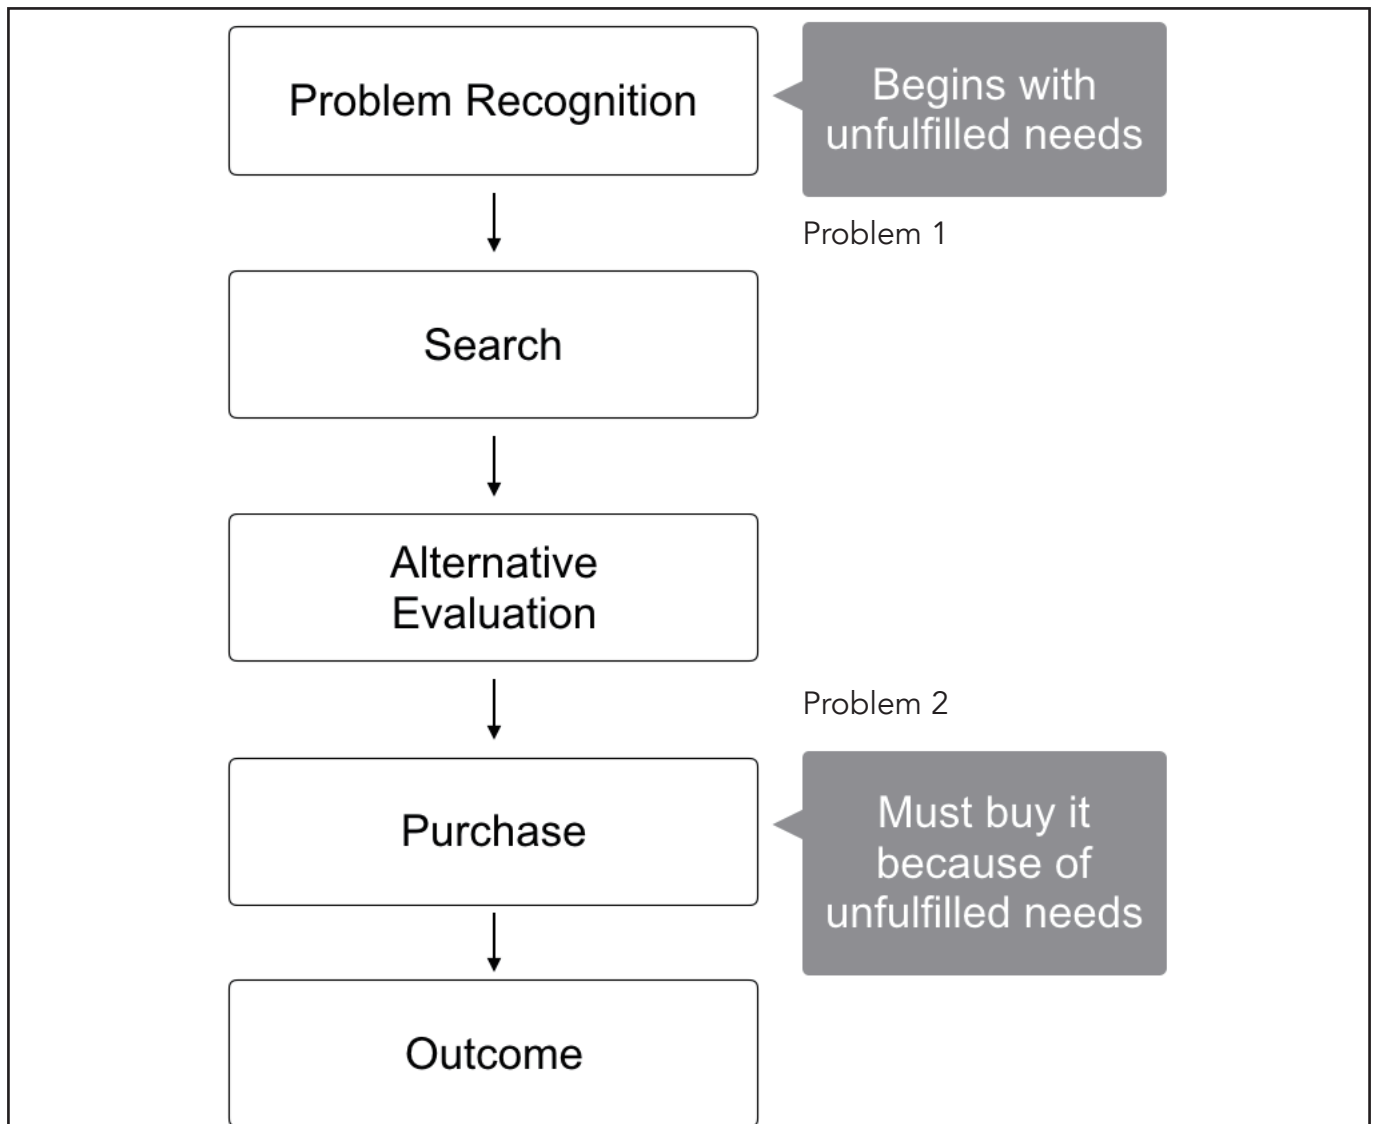 Problem Recognition
Begins with
unfulfilled needs
Problem 1
Search
Alternative
Evaluation
Problem 2
Purchase
Must buy it
because of
unfulfilled needs
Outcome